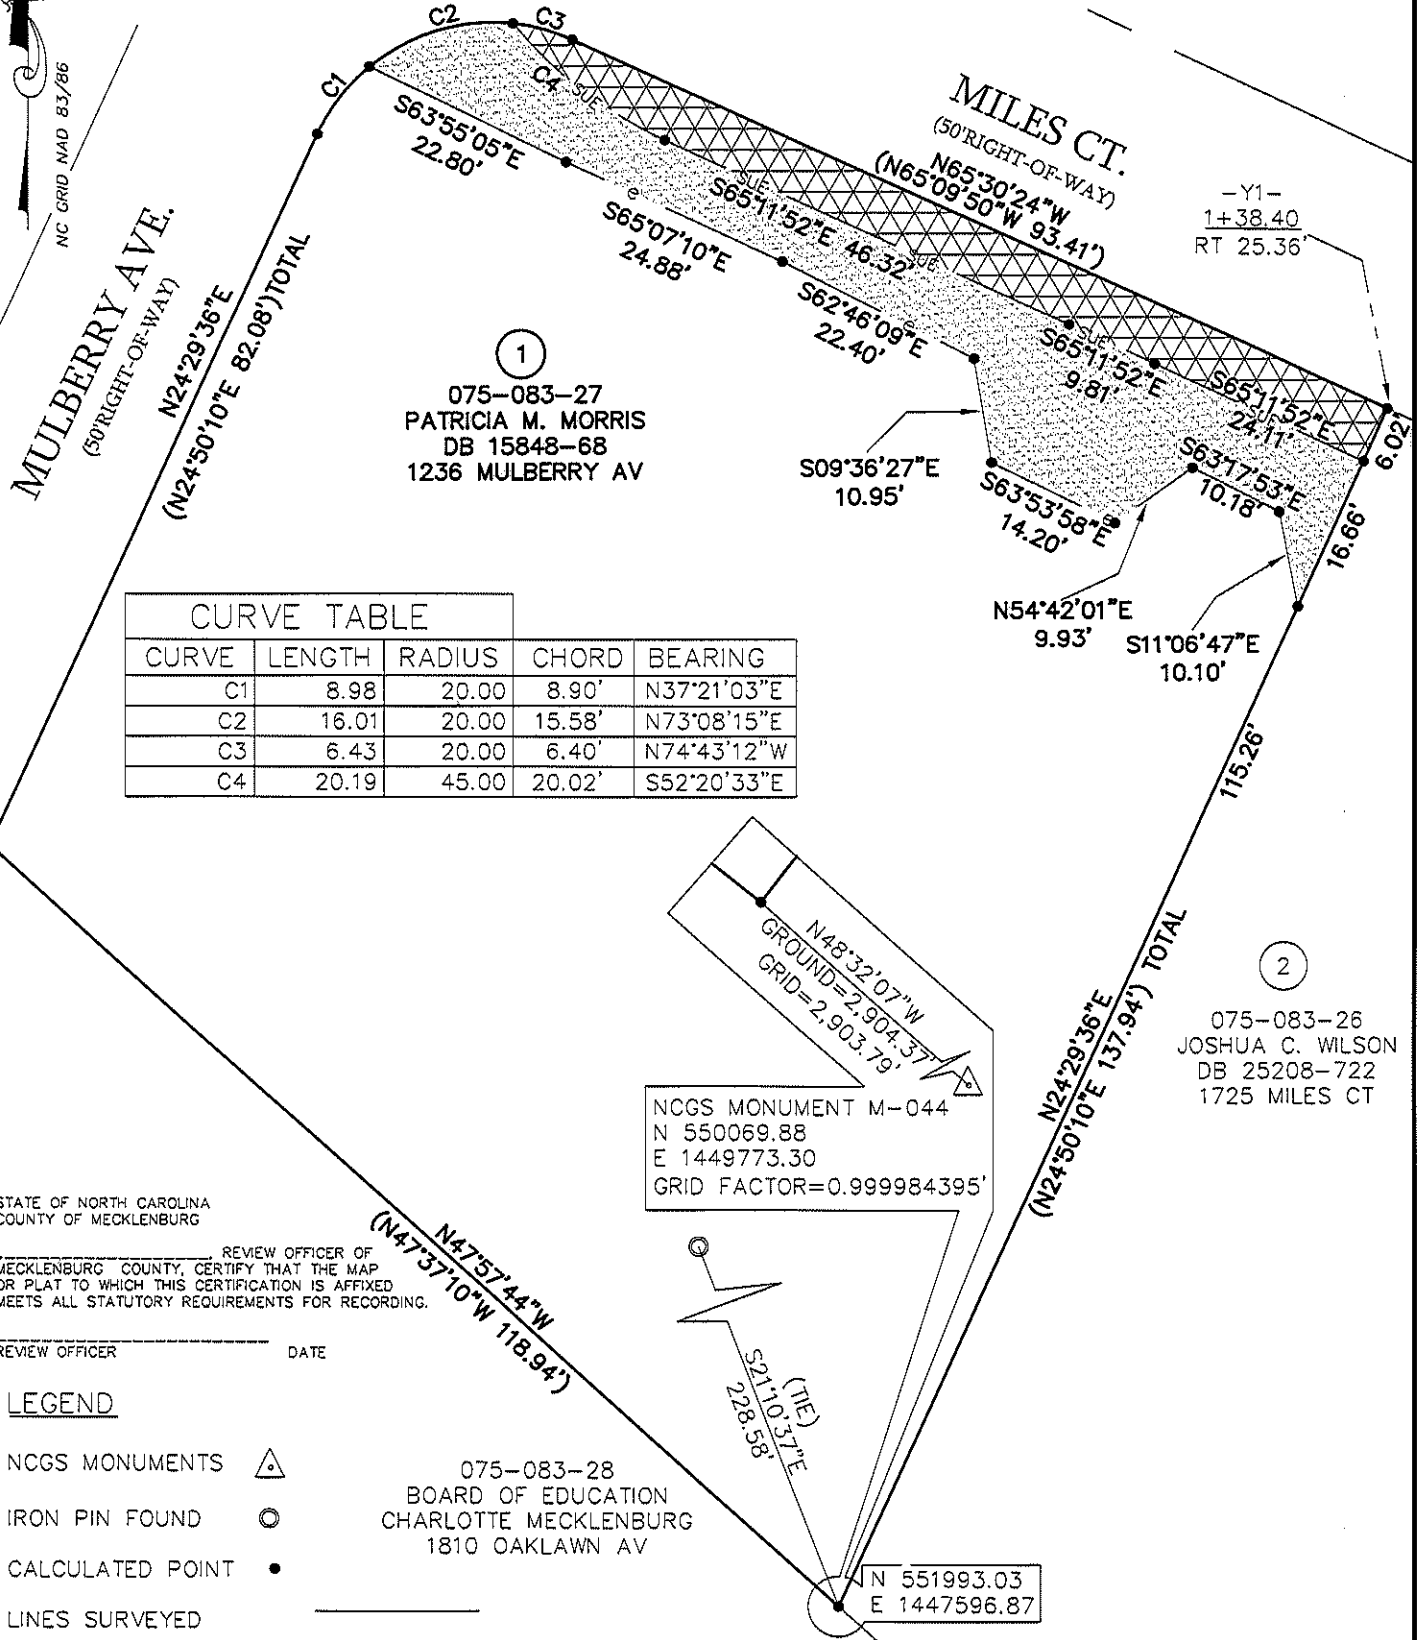 NC GRID NAD 83/86
C1
C2
C3
C4
SUE
S63°55'05"E
22.80'
e
S65°07'10"E
24.88'
SUE
S65°11'52"E 46.32'
SUE
S62°46'09"E
22.40'
e
MILES CT.
(50'RIGHT-OF-WAY)
N65°30'24"W
(N65°09'50"W 93.41')
-Y1-
1+38.40
RT 25.36'
SUE
S65°11'52"E
9.81'
S65°11'52"E
24.11'
SUE
6.02'
S63°17'53"E
10.18'
16.66'
S09°36'27"E
10.95'
S63°53'58"E
14.20'
e
N54°42'01"E
9.93'
S11°06'47"E
10.10'
MULBERRY AVE.
(50'RIGHT-OF-WAY)
N24°29'36"E
(N24°50'10"E 82.08')TOTAL
1
075-083-27
PATRICIA M. MORRIS
DB 15848-68
1236 MULBERRY AV
CURVE TABLE
CURVE LENGTH RADIUS CHORD BEARING
C1 8.98 20.00 8.90' N37°21'03"E
C2 16.01 20.00 15.58' N73°08'15"E
C3 6.43 20.00 6.40' N74°43'12"W
C4 20.19 45.00 20.02' S52°20'33"E
115.26'
N24°29'36"E
(N24°50'10"E 137.94') TOTAL
2
075-083-26
JOSHUA C. WILSON
DB 25208-722
1725 MILES CT
N48°32'07"W
GROUND=2,904.37'
GRID=2,903.79'
NCGS MONUMENT M-044
N 550069.88
E 1449773.30
GRID FACTOR=0.999984395'
N47°57'44"W
(N47°37'10"W 118.94')
(TIE)
S21°10'37"E
228.58'
STATE OF NORTH CAROLINA
COUNTY OF MECKLENBURG
REVIEW OFFICER OF
MECKLENBURG COUNTY, CERTIFY THAT THE MAP
OR PLAT TO WHICH THIS CERTIFICATION IS AFFIXED
MEETS ALL STATUTORY REQUIREMENTS FOR RECORDING.
REVIEW OFFICER DATE
LEGEND
NCGS MONUMENTS
IRON PIN FOUND
CALCULATED POINT
LINES SURVEYED
075-083-28
BOARD OF EDUCATION
CHARLOTTE MECKLENBURG
1810 OAKLAWN AV
N 551993.03
E 1447596.87